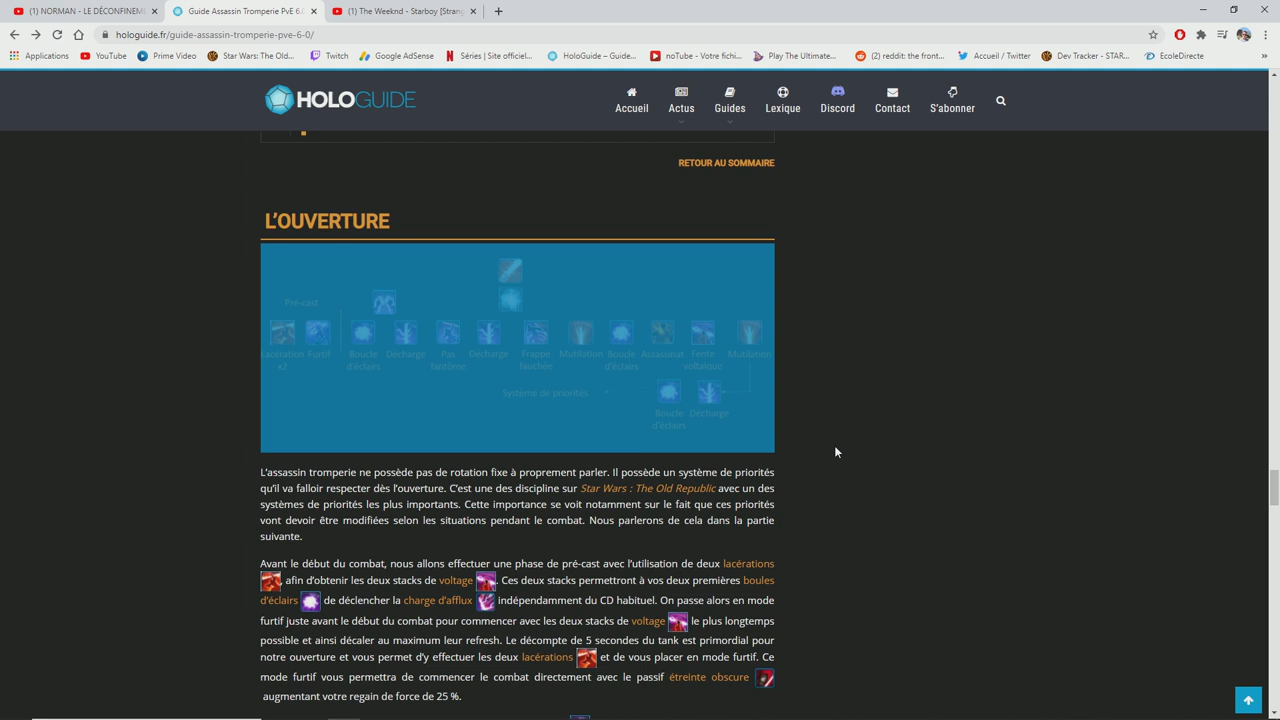 (1) NORMAN - LE DÉCONFINEM
Guide Assassin Tromperie PvE 6.
(1) The Weeknd - Starboy [Strang
hologuide.fr/guide-assassin-tromperie-pve-6-0/
Applications YouTube Prime Video Star Wars: The Old... Twitch Google AdSense Séries | Site officiel... HoloGuide – Guide... noTube - Votre fichi... Play The Ultimate... (2) reddit: the front... Accueil / Twitter Dev Tracker - STAR... EcoleDirecte
HOLOGUIDE
Accueil Actus Guides Lexique Discord Contact S'abonner
RETOUR AU SOMMAIRE
L'OUVERTURE
Pré-cast
Lacération x2 Furtif Boucle d'éclairs Décharge Pas fantôme Décharge Frappe fauchée Mutilation Boucle d'éclairs Assassinat Fente voltaïque Mutilation
Système de priorités
Boucle d'éclairs Décharge
L'assassin tromperie ne possède pas de rotation fixe à proprement parler. Il possède un système de priorités
qu'il va falloir respecter dès l'ouverture. C'est une des discipline sur Star Wars : The Old Republic avec un des
systèmes de priorités les plus importants. Cette importance se voit notamment sur le fait que ces priorités
vont devoir être modifiées selon les situations pendant le combat. Nous parlerons de cela dans la partie
suivante.
Avant le début du combat, nous allons effectuer une phase de pré-cast avec l'utilisation de deux lacérations
, afin d'obtenir les deux stacks de voltage . Ces deux stacks permettront à vos deux premières boules
d'éclairs de déclencher la charge d'afflux indépendamment du CD habituel. On passe alors en mode
furtif juste avant le début du combat pour commencer avec les deux stacks de voltage le plus longtemps
possible et ainsi décaler au maximum leur refresh. Le décompte de 5 secondes du tank est primordial pour
notre ouverture et vous permet d'y effectuer les deux lacérations et de vous placer en mode furtif. Ce
mode furtif vous permettra de commencer le combat directement avec le passif étreinte obscure
augmentant votre regain de force de 25 %.